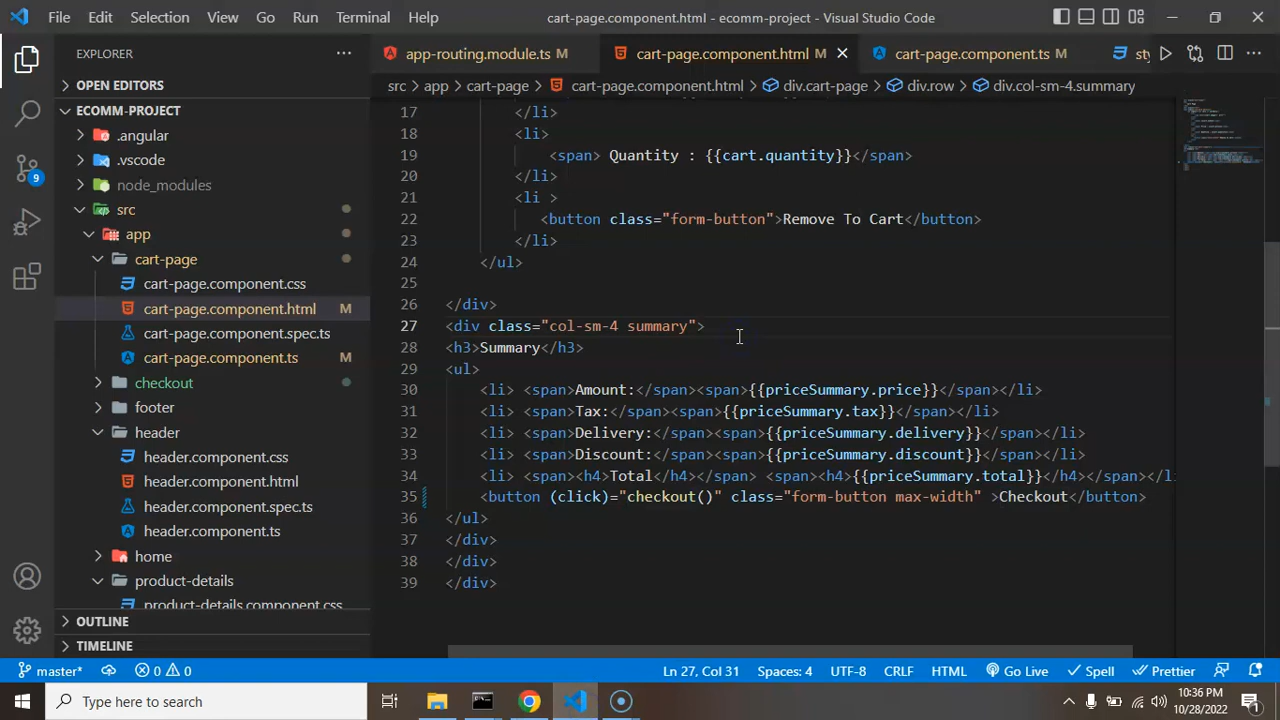 File Edit Selection View Go Run Terminal Help cart-page.component.html - ecomm-project - Visual Studio Code
EXPLORER
app-routing.module.ts M cart-page.component.html M cart-page.component.ts M st
OPEN EDITORS
src app cart-page cart-page.component.html div.cart-page div.row div.col-sm-4.summary
ECOMM-PROJECT
.angular
.vscode
node_modules
src
app
cart-page
cart-page.component.css
cart-page.component.html M
cart-page.component.spec.ts
cart-page.component.ts M
checkout
footer
header
header.component.css
header.component.html
header.component.spec.ts
header.component.ts
home
product-details
product-details.component.css
OUTLINE
TIMELINE
9
17 </li>
18 <li>
19 <span> Quantity : {{cart.quantity}}</span>
20 </li>
21 <li >
22 <button class="form-button">Remove To Cart</button>
23 </li>
24 </ul>
25
26 </div>
27 <div class="col-sm-4 summary">
28 <h3>Summary</h3>
29 <ul>
30 <li> <span>Amount:</span><span>{{priceSummary.price}}</span></li>
31 <li> <span>Tax:</span><span>{{priceSummary.tax}}</span></li>
32 <li> <span>Delivery:</span><span>{{priceSummary.delivery}}</span></li>
33 <li> <span>Discount:</span><span>{{priceSummary.discount}}</span></li>
34 <li> <span><h4>Total</h4></span> <span><h4>{{priceSummary.total}}</h4></span></li
35 <button (click)="checkout()" class="form-button max-width" >Checkout</button>
36 </ul>
37 </div>
38 </div>
39 </div>
master* 0 0 Ln 27, Col 31 Spaces: 4 UTF-8 CRLF HTML Go Live Spell Prettier
Type here to search
10:36 PM
10/28/2022
1